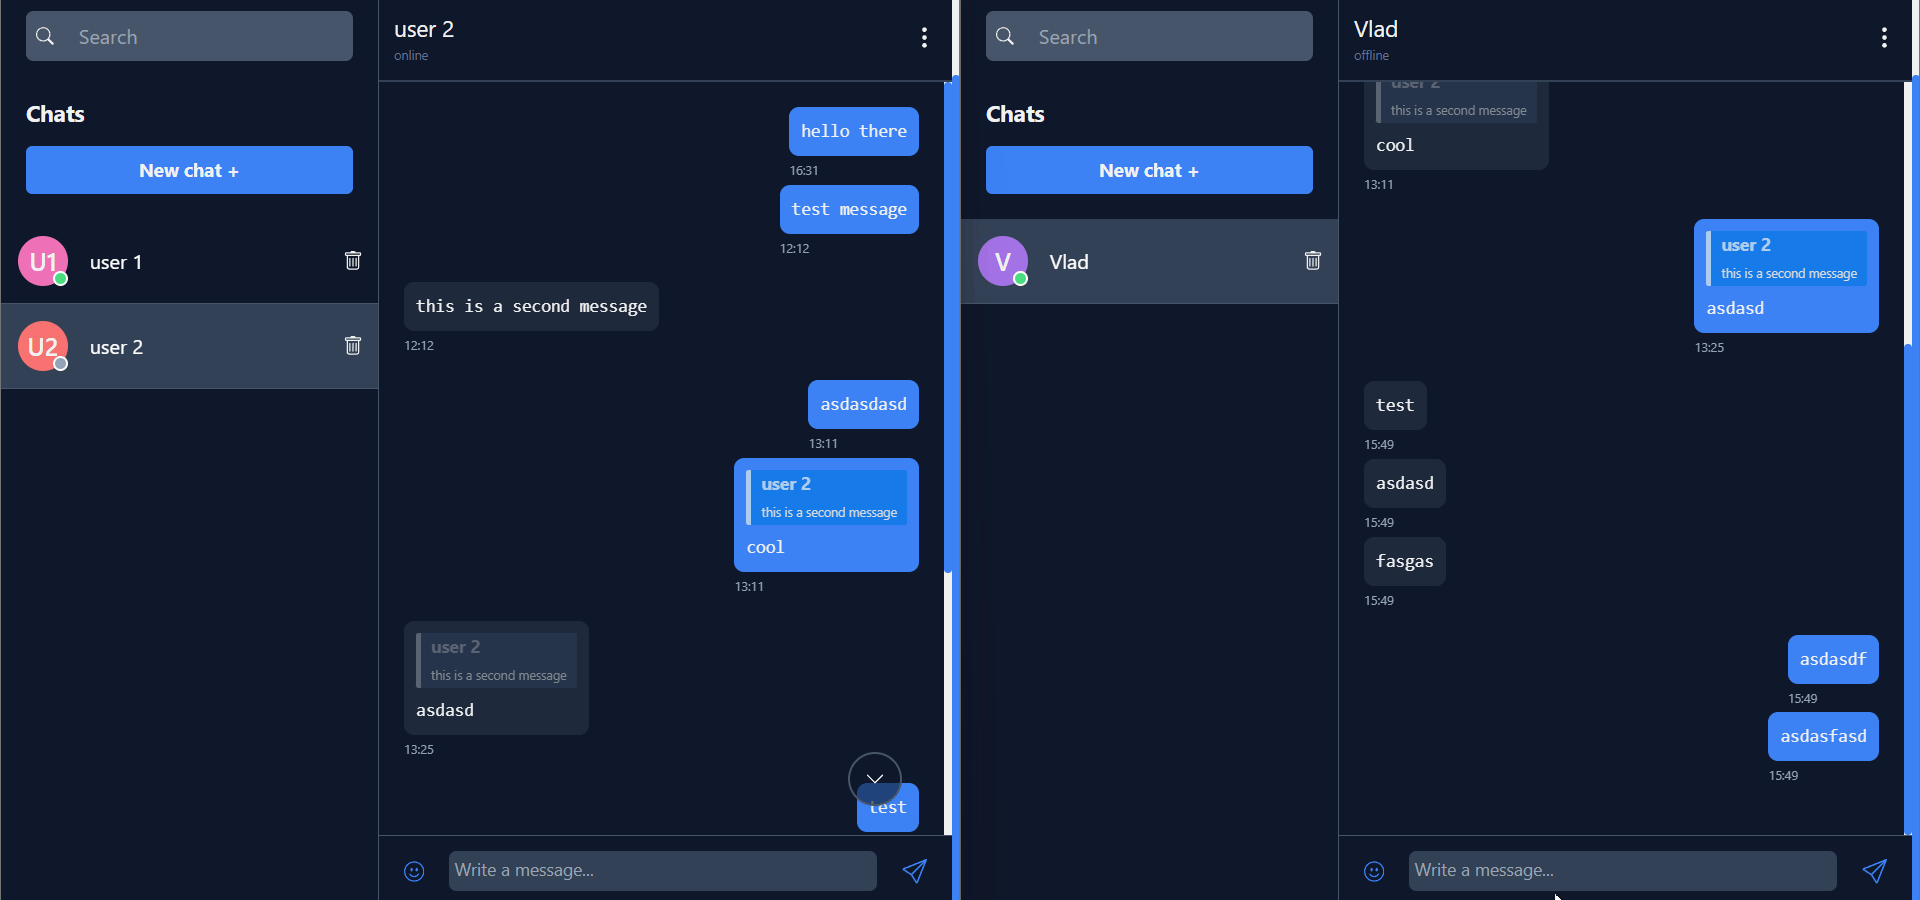 Search
Chats
New chat +
U1
user 1
U2
user 2
user 2
online
hello there
16:31
test message
12:12
this is a second message
12:12
asdasdasd
13:11
user 2
this is a second message
cool
13:11
user 2
this is a second message
asdasd
13:25
test
Write a message...
Search
Chats
New chat +
V
Vlad
Vlad
offline
user 2
this is a second message
cool
13:11
user 2
this is a second message
asdasd
13:25
test
15:49
asdasd
15:49
fasgas
15:49
asdasdf
15:49
asdasfasd
15:49
Write a message...